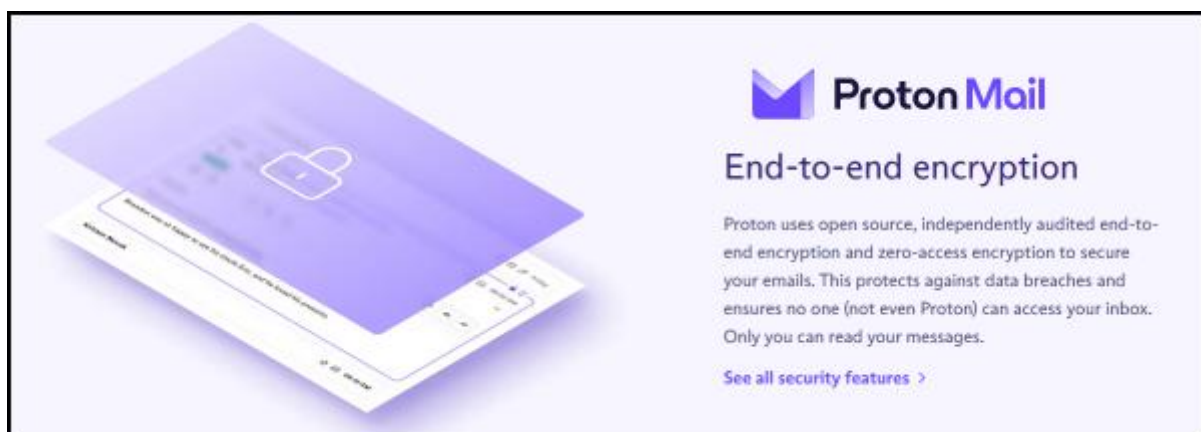 Proton Mail
End-to-end encryption
Proton uses open source, independently audited end-to-
end encryption and zero-access encryption to secure
your emails. This protects against data breaches and
ensures no one (not even Proton) can access your inbox.
Only you can read your messages.
See all security features >